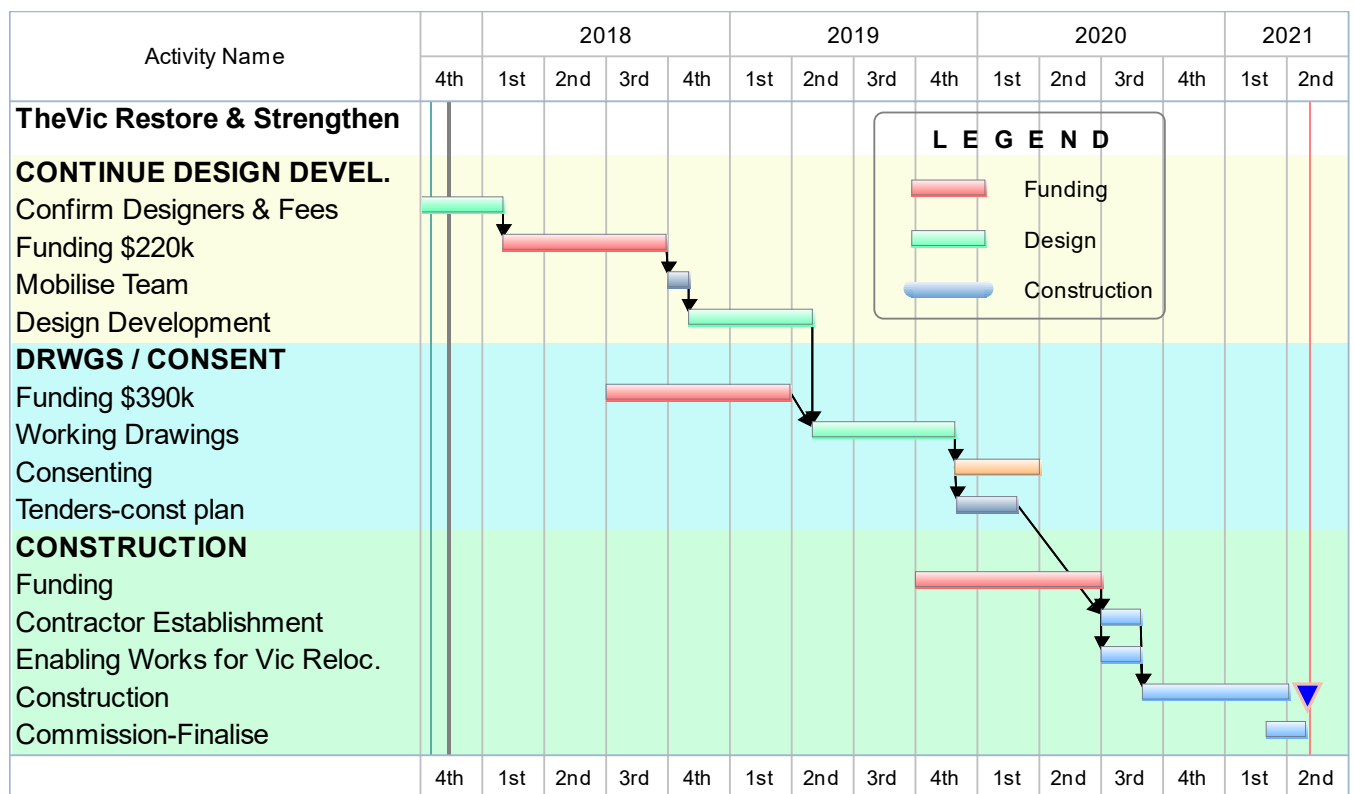 Activity Name
2018 2019 2020 2021
4th 1st 2nd 3rd 4th 1st 2nd 3rd 4th 1st 2nd 3rd 4th 1st 2nd
TheVic Restore & Strengthen
LEGEND
CONTINUE DESIGN DEVEL.
Funding
Confirm Designers & Fees
Funding $220k
Design
Mobilise Team
Construction
Design Development
DRWGS / CONSENT
Funding $390k
Working Drawings
Consenting
Tenders-const plan
CONSTRUCTION
Funding
Contractor Establishment
Enabling Works for Vic Reloc.
Construction
Commission-Finalise
4th 1st 2nd 3rd 4th 1st 2nd 3rd 4th 1st 2nd 3rd 4th 1st 2nd